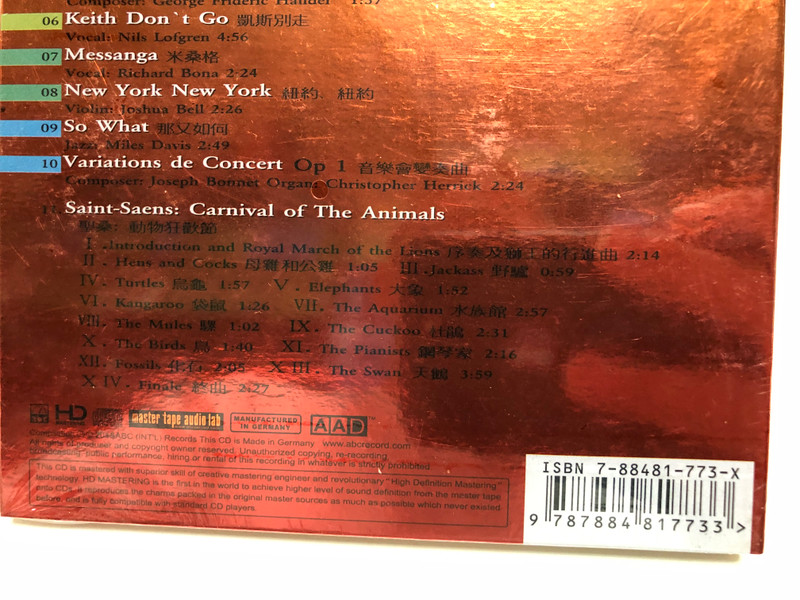 Composer: George Frideric Handel 1:37
06 Keith Don`t Go 凱斯別走
Vocal: Nils Lofgren 4:56
07 Messanga 米桑格
Vocal: Richard Bona 2:24
08 New York New York 紐約、紐約
Violin: Joshua Bell 2:26
09 So What 那又如何
Jazz: Miles Davis 2:49
10 Variations de Concert Op 1 音樂會變奏曲
Composer: Joseph Bonnet Organ: Christopher Herrick 2:24
11 Saint-Saens: Carnival of The Animals
聖桑: 動物狂獸節
I .Introduction and Royal March of the Lions 序奏及獅王的行進曲 2:14
II . Hens and Cocks 母雞和公雞 1:05 III .Jackass 野驢 0:59
IV . Turtles 烏龜 1:57 V . Elephants 大象 1:52
VI . Kangaroo 袋鼠 1:26 VII . The Aquarium 水族館 2:57
VIII . The Mules 騾 1:02 IX . The Cuckou 杜鵑 2:31
X . The Birds 鳥 1:40 XI . The Pianists 鋼琴家 2:16
XII . Fossils 化石 2:05 XIII . The Swan 天鵝 3:59
XIV . Finale 終曲 2:27
HD master tape audio lab MANUFACTURED IN GERMANY AAD™
ABC (INT'L) Records This CD is Made in Germany www.abcrecord.com
All rights of producer and copyright owner reserved. Unauthorized copying, re-recording,
broadcasting, public performance, hiring or rental of this recording in whatever is strictly prohibited
This CD is mastered with superior skill of creative mastering engineer and revolutionary "High Definition Mastering"
technology. HD MASTERING is the first in the world to achieve higher level of sound definition from the master tape
onto CDs, it reproduces the charms packed in the original master sources as much as possible which never existed
before, and is fully compatible with standard CD players.
ISBN 7-88481-773-X
9 787884 817733 >